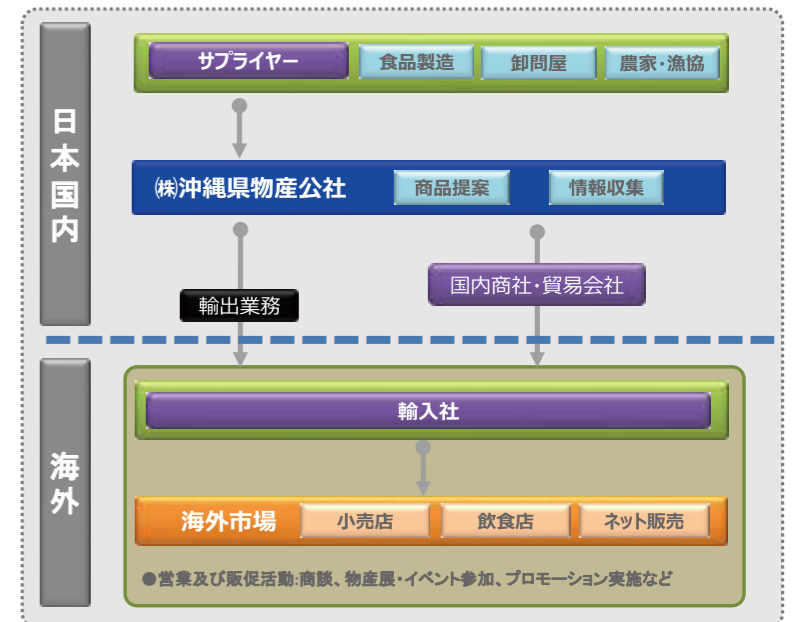 日本国内
サプライヤー 食品製造 卸問屋 農家・漁協
㈱沖縄県物産公社 商品提案 情報収集
国内商社・貿易会社
輸出業務
海外
輸入社
海外市場 小売店 飲食店 ネット販売
●営業及び販促活動:商談、物産展・イベント参加、プロモーション実施など